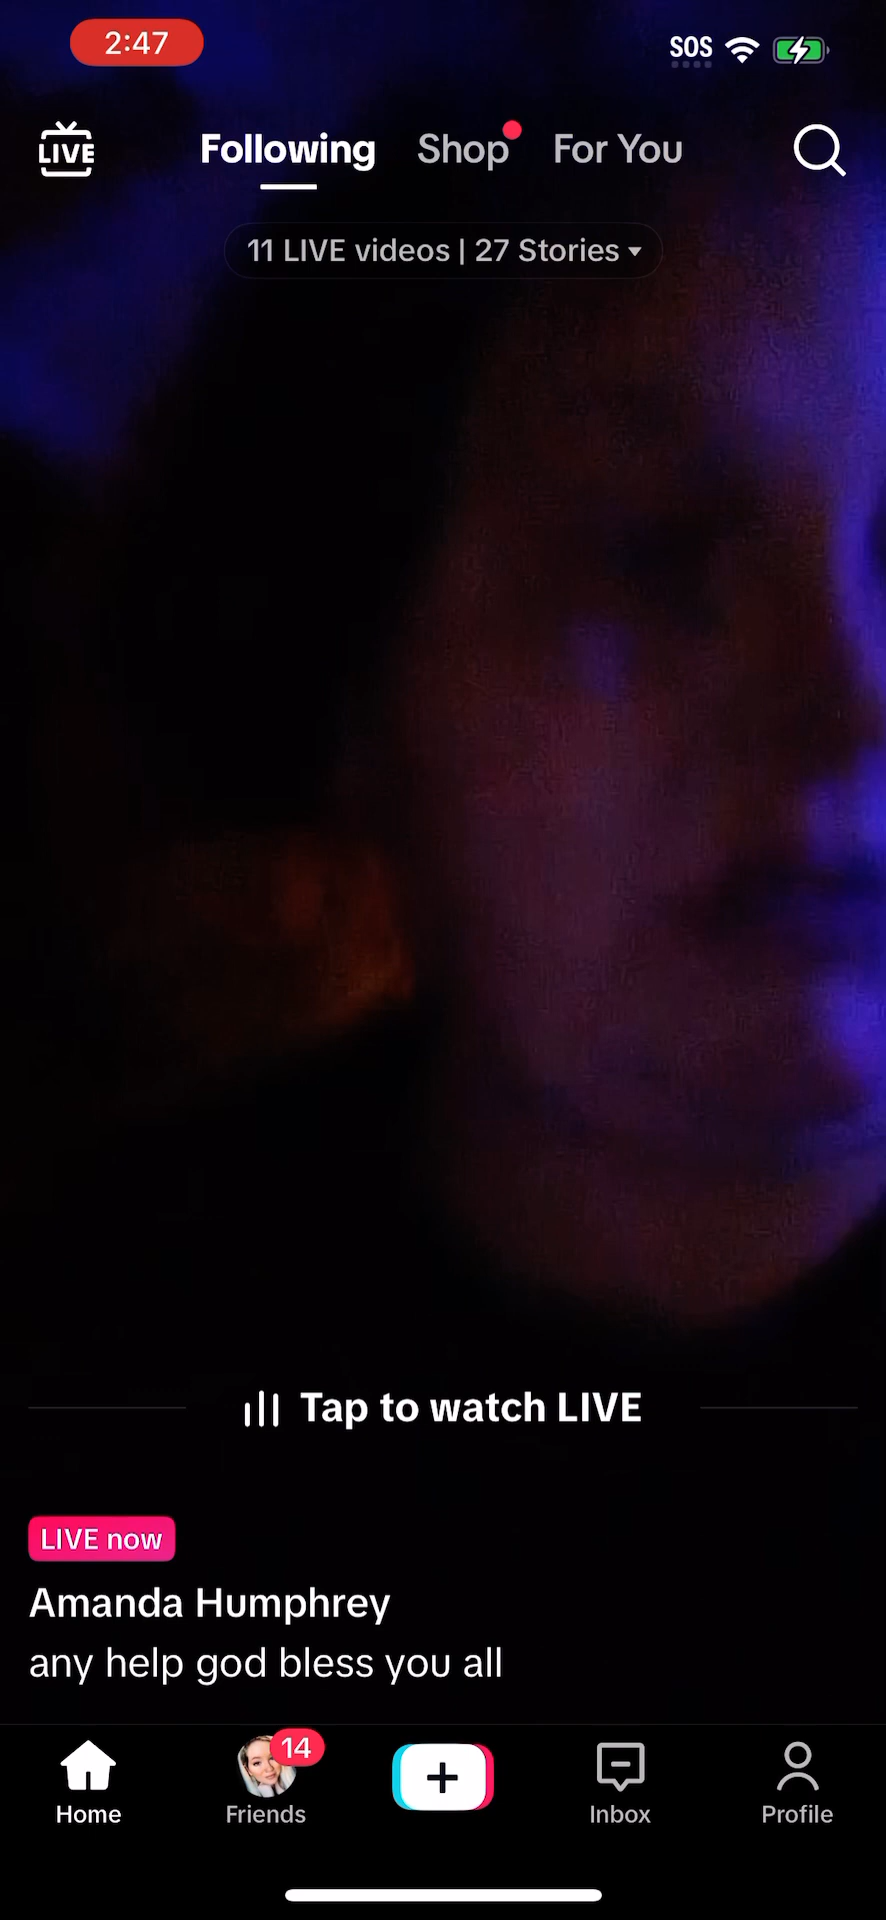 2:47
SOS
LIVE
Following
Shop
For You
11 LIVE videos | 27 Stories
Tap to watch LIVE
LIVE now
Amanda Humphrey
any help god bless you all
14
Home
Friends
Inbox
Profile